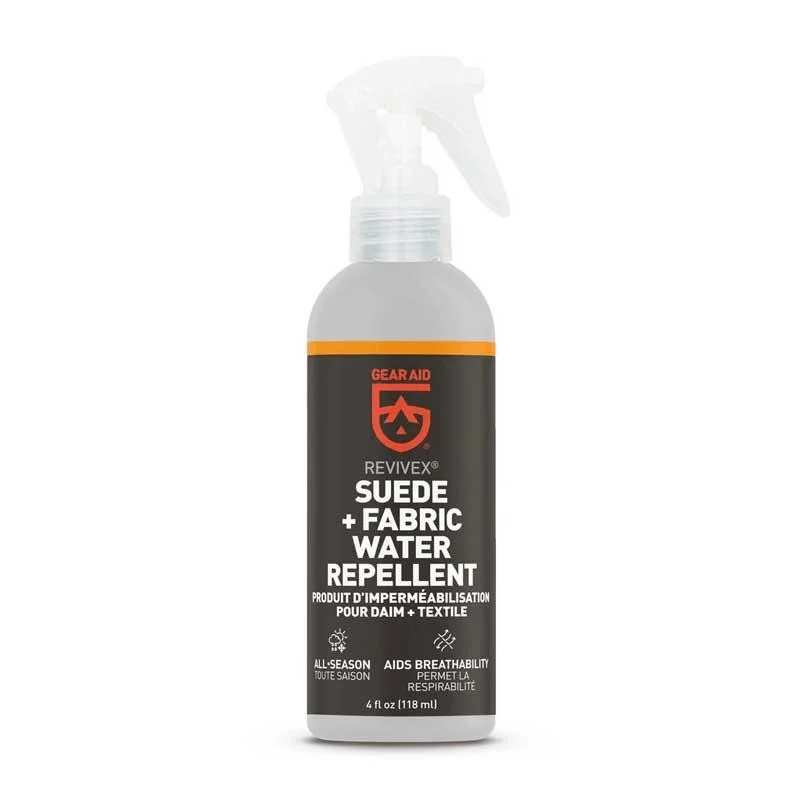 GEAR AID
REVIVEX®
SUEDE
+ FABRIC
WATER
REPELLENT
PRODUIT D'IMPERMÉABILISATION
POUR DAIM + TEXTILE
ALL-SEASON
TOUTE SAISON
AIDS BREATHABILITY
PERMET LA
RESPIRABILITÉ
4 fl oz (118 ml)